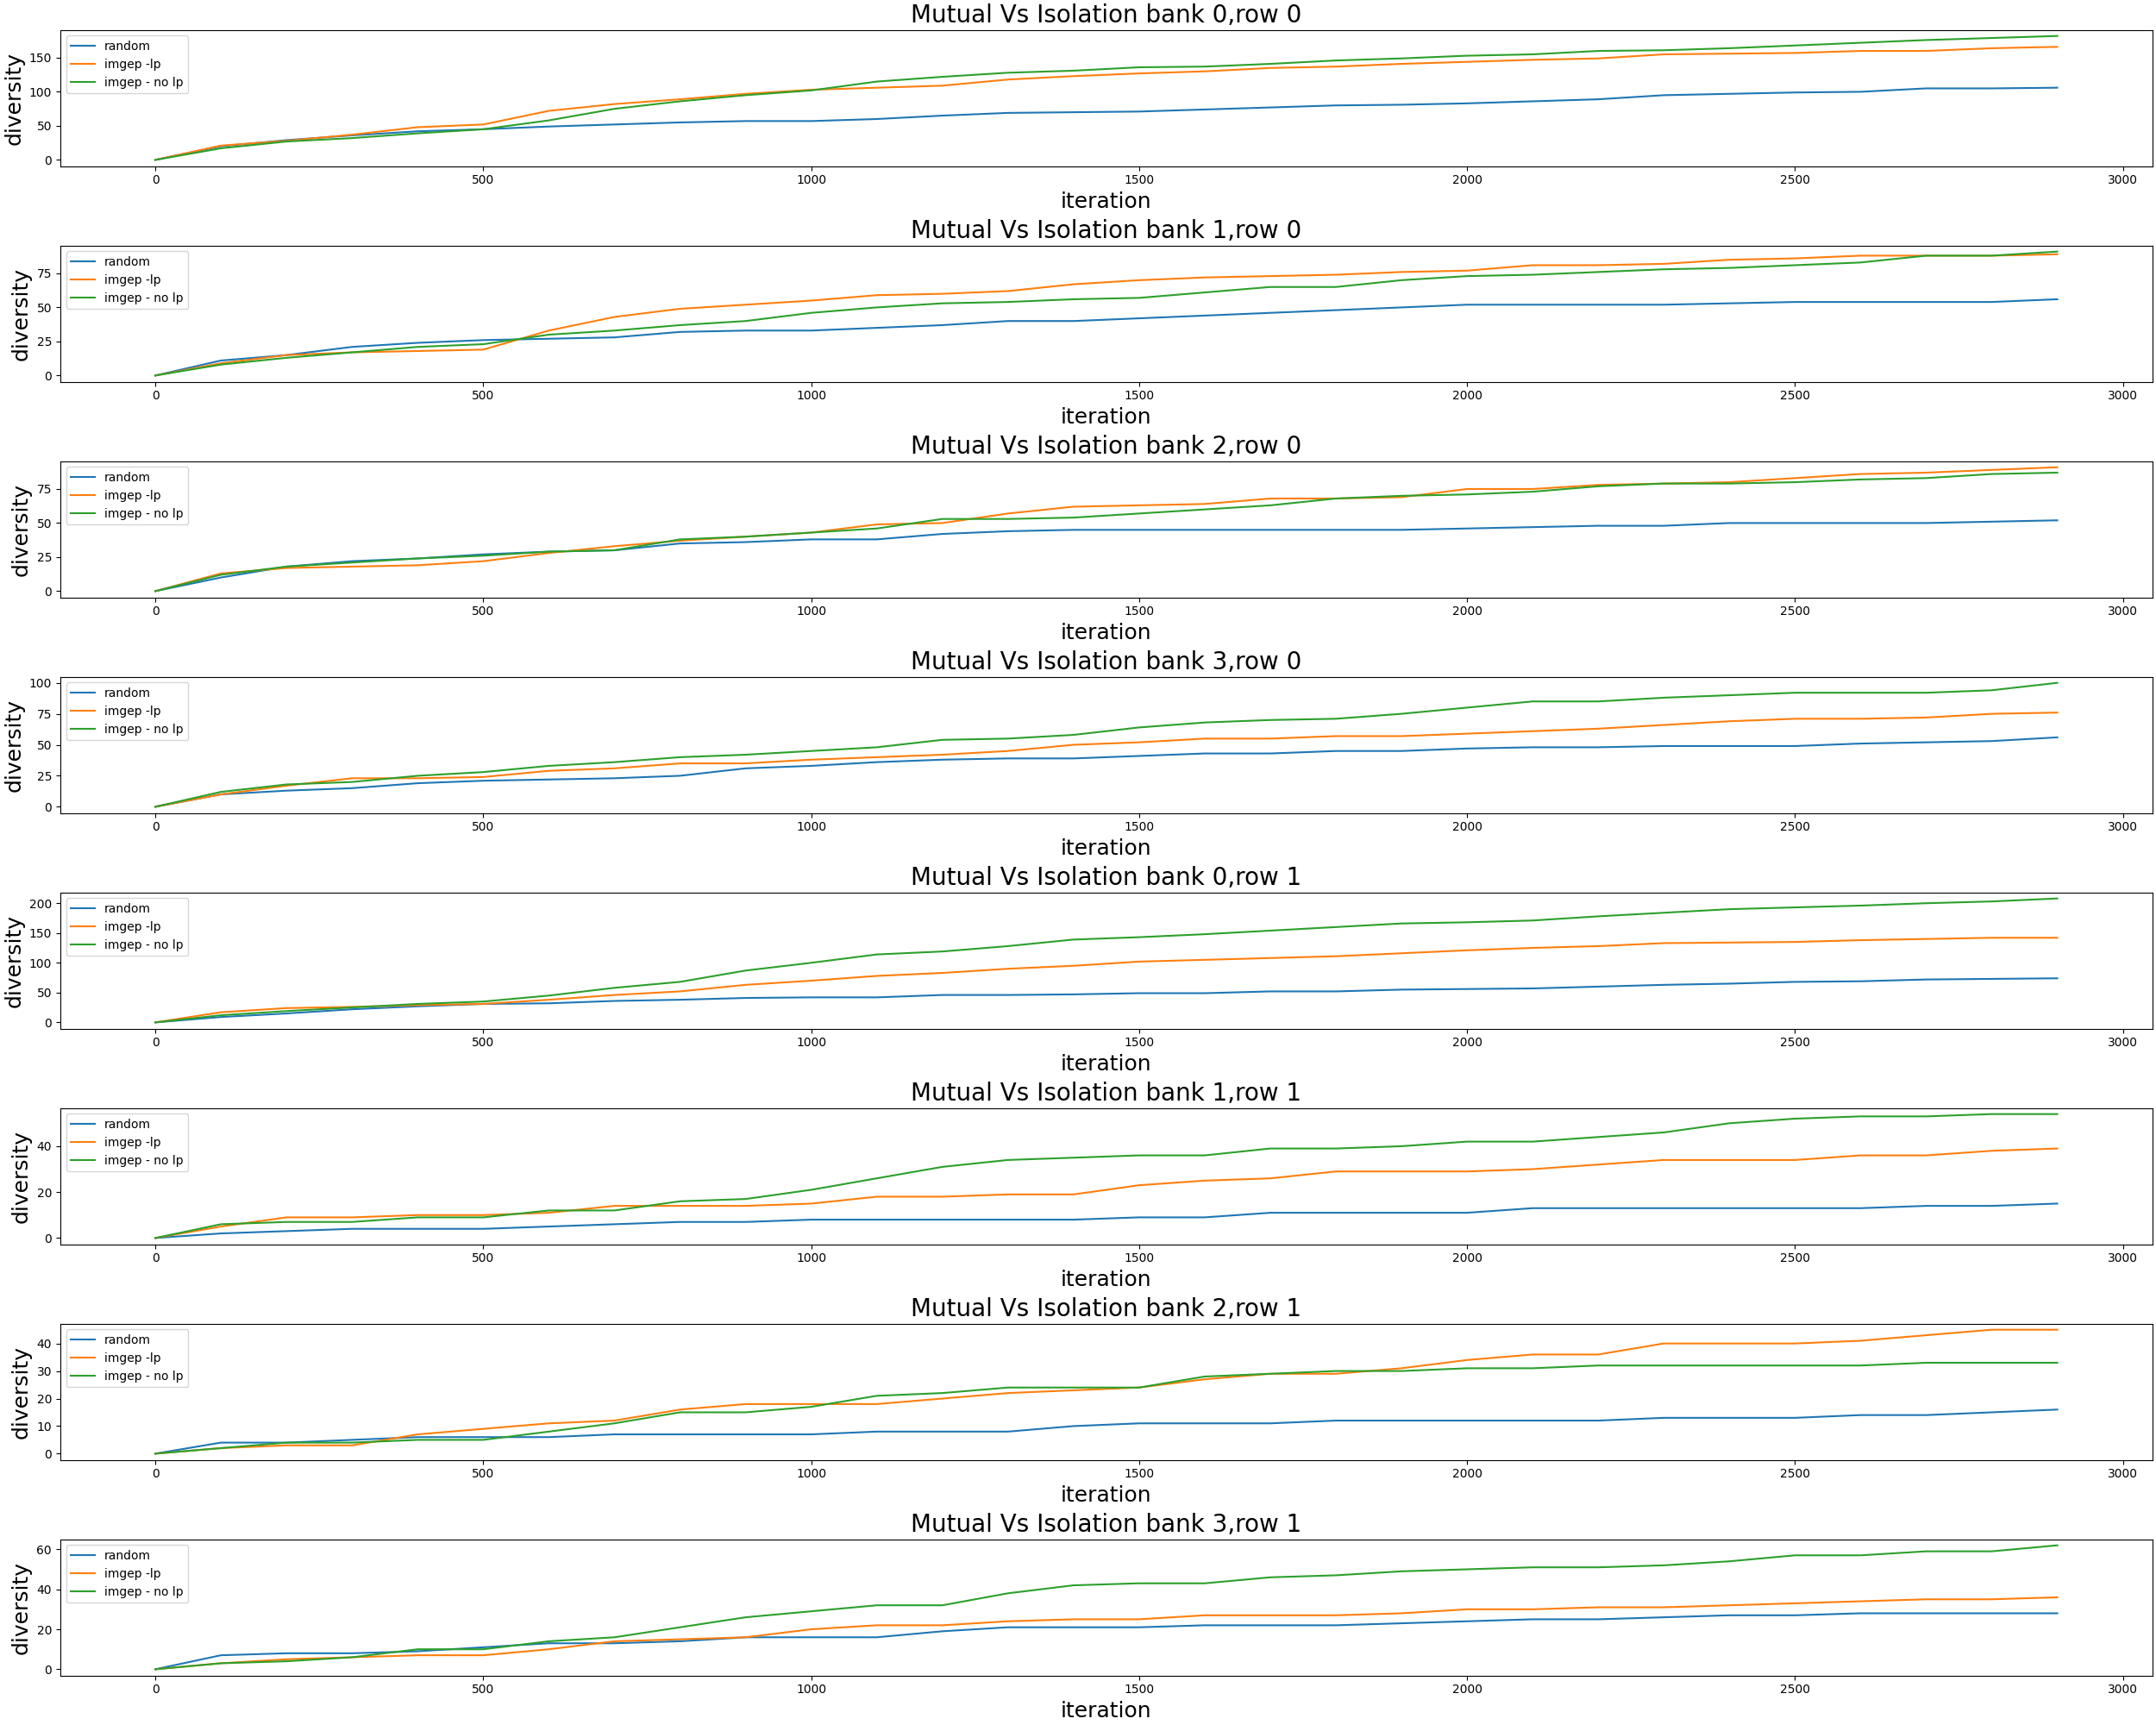 Mutual Vs Isolation bank 0,row 0
diversity
150
100
50
0
random
imgep -lp
imgep - no lp
0 500 1000 1500 2000 2500 3000
iteration
Mutual Vs Isolation bank 1,row 0
diversity
75
50
25
0
random
imgep -lp
imgep - no lp
0 500 1000 1500 2000 2500 3000
iteration
Mutual Vs Isolation bank 2,row 0
diversity
75
50
25
0
random
imgep -lp
imgep - no lp
0 500 1000 1500 2000 2500 3000
iteration
Mutual Vs Isolation bank 3,row 0
diversity
100
75
50
25
0
random
imgep -lp
imgep - no lp
0 500 1000 1500 2000 2500 3000
iteration
Mutual Vs Isolation bank 0,row 1
diversity
200
150
100
50
0
random
imgep -lp
imgep - no lp
0 500 1000 1500 2000 2500 3000
iteration
Mutual Vs Isolation bank 1,row 1
diversity
40
20
0
random
imgep -lp
imgep - no lp
0 500 1000 1500 2000 2500 3000
iteration
Mutual Vs Isolation bank 2,row 1
diversity
40
30
20
10
0
random
imgep -lp
imgep - no lp
0 500 1000 1500 2000 2500 3000
iteration
Mutual Vs Isolation bank 3,row 1
diversity
60
40
20
0
random
imgep -lp
imgep - no lp
0 500 1000 1500 2000 2500 3000
iteration